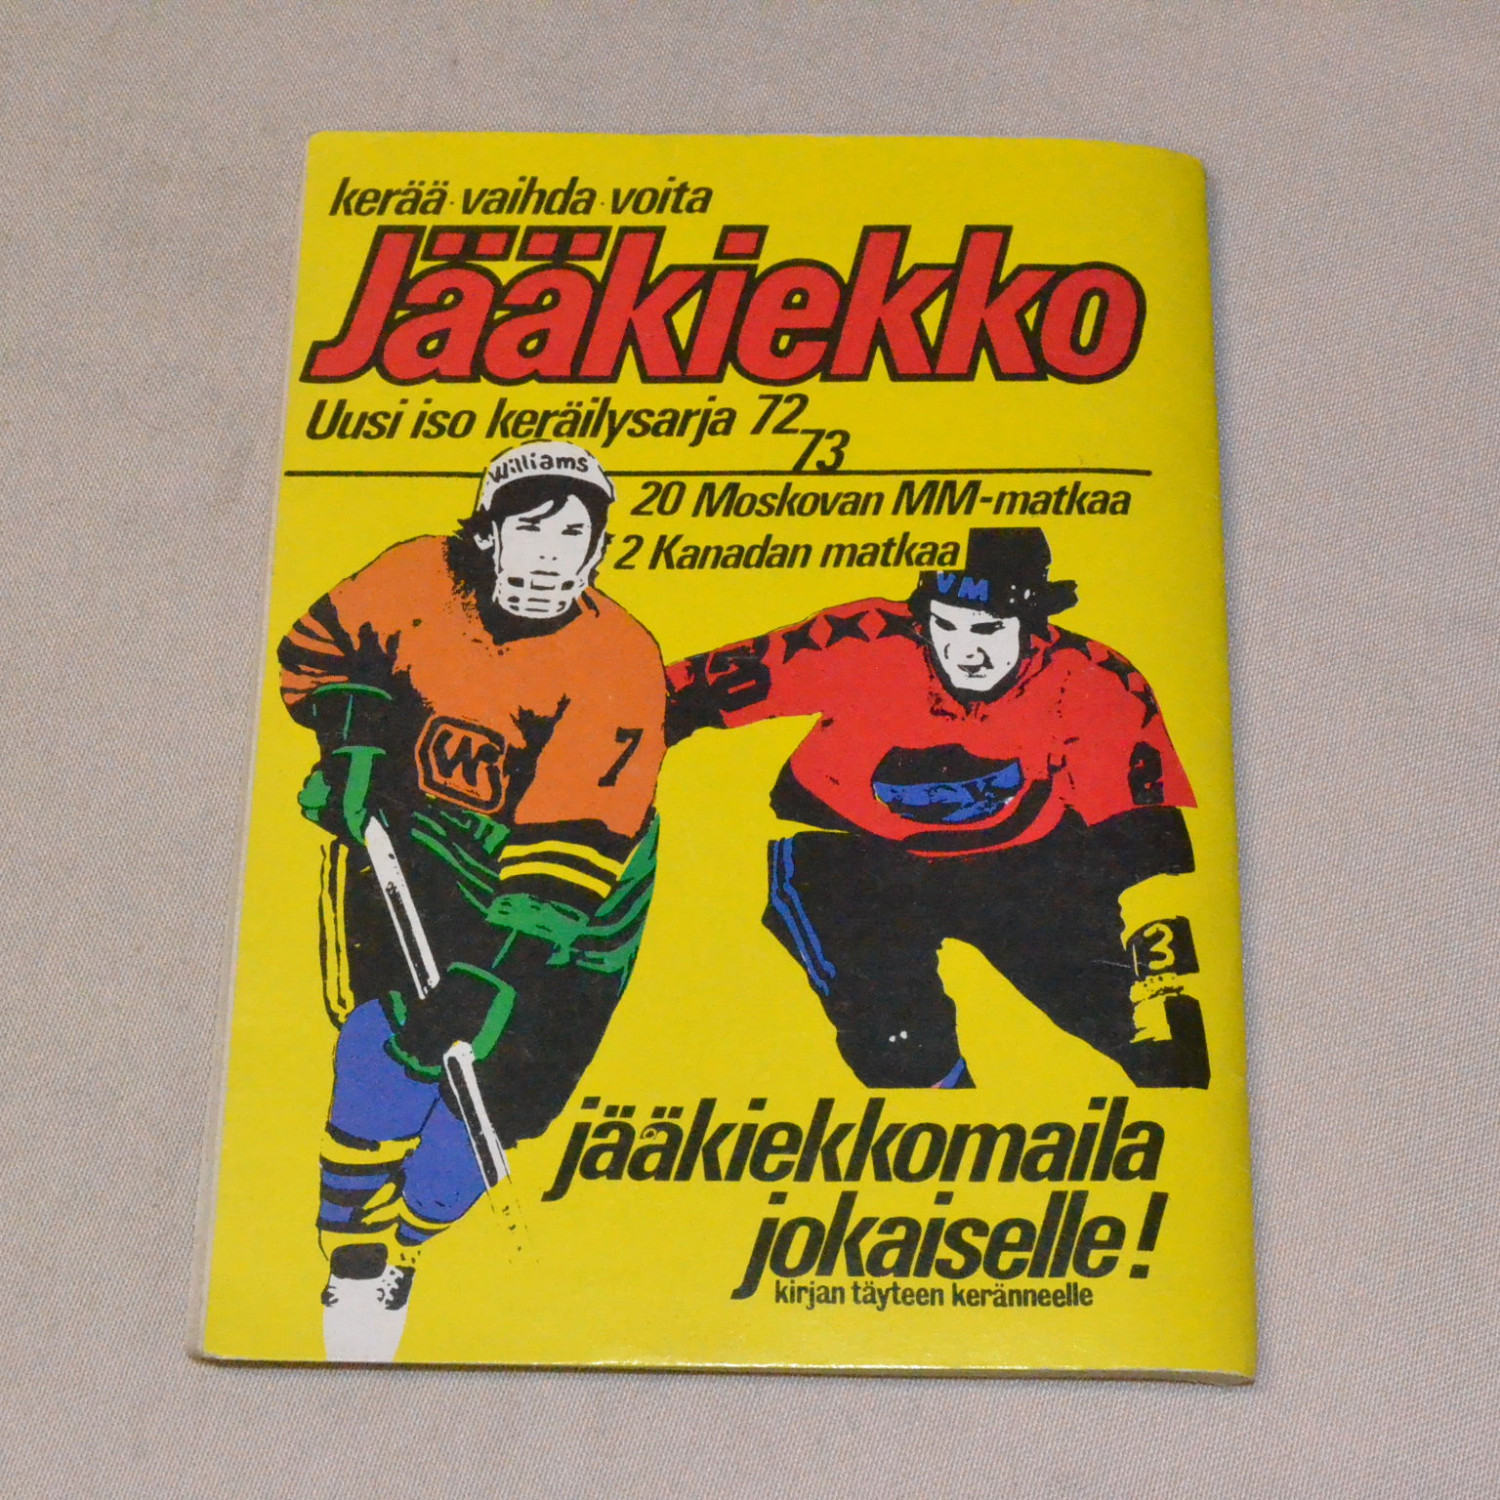 kerää · vaihda · voita
Jääkiekko
Uusi iso keräilysarja 72
73
Williams
20 Moskovan MM-matkaa
2 Kanadan matkaa
VM
W
7
2
3
jääkiekkomaila
jokaiselle!
kirjan täyteen keränneelle